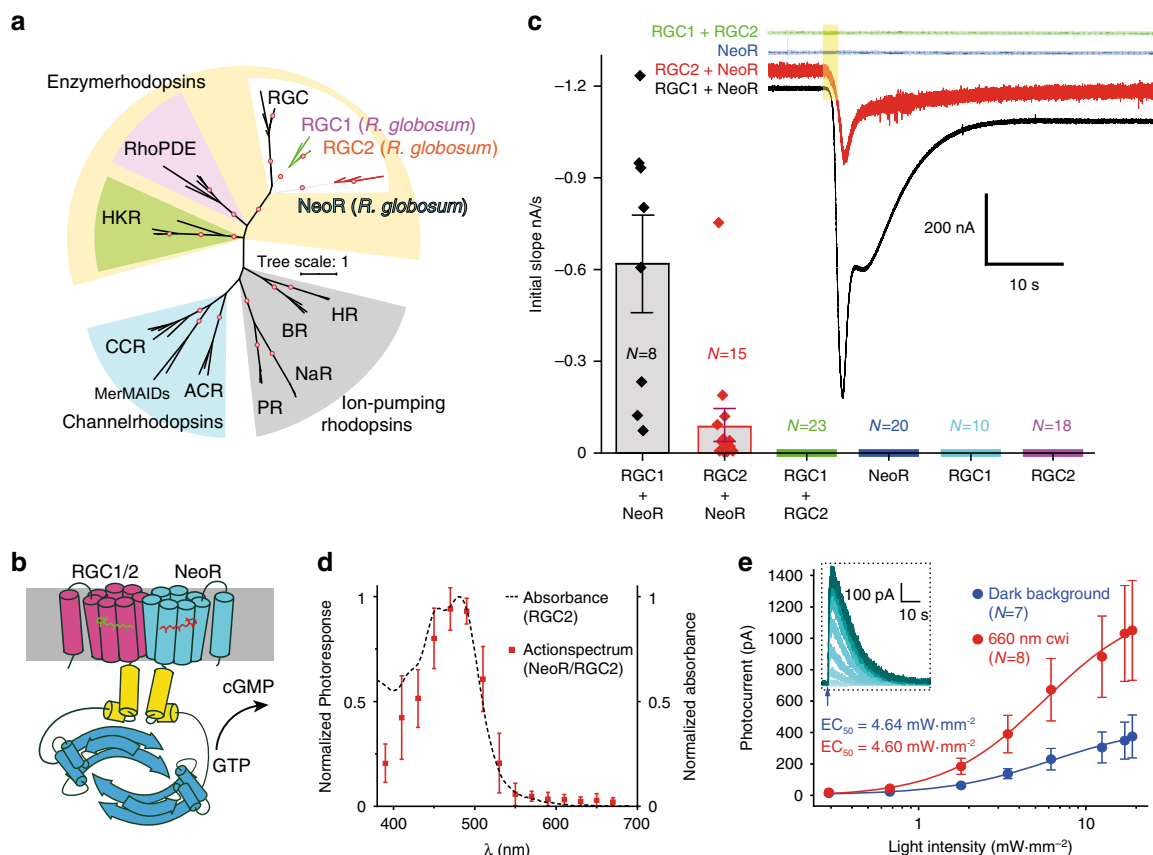 a
Enzymerhodopsins
RGC
RGC1 (R. globosum)
RGC2 (R. globosum)
NeoR (R. globosum)
RhoPDE
HKR
Tree scale: 1
HR
BR
NaR
PR
Ion-pumping
rhodopsins
CCR
MerMAIDs
ACR
Channelrhodopsins
b
RGC1/2
NeoR
cGMP
GTP
c
RGC1 + RGC2
NeoR
RGC2 + NeoR
RGC1 + NeoR
200 nA
10 s
Initial slope nA/s
−1.2
−0.9
−0.6
−0.3
0
N=8
N=15
N=23
N=20
N=10
N=18
RGC1
+
NeoR
RGC2
+
NeoR
RGC1
+
RGC2
NeoR
RGC1
RGC2
d
Normalized Photoresponse
1
0.5
0
Absorbance
(RGC2)
Actionspectrum
(NeoR/RGC2)
1
0.5
0
Normalized absorbance
400
500
600
700
λ (nm)
e
Photocurrent (pA)
1400
1200
1000
800
600
400
200
0
100 pA
10 s
Dark background
(N=7)
660 nm cwi
(N=8)
EC50 = 4.64 mW·mm⁻²
EC50 = 4.60 mW·mm⁻²
1
10
Light intensity (mW·mm⁻²)